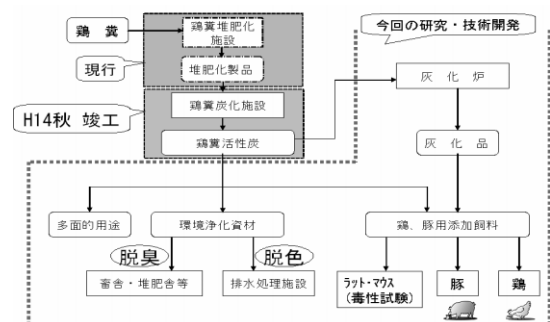 今回の研究・技術開発
鶏 糞
鶏糞堆肥化
施設
現行
堆肥化製品
灰 化 炉
鶏糞炭化施設
H14秋 竣工
鶏糞活性炭
灰 化 品
多面的用途
環境浄化資材
鶏、豚用添加飼料
脱臭
脱色
畜舎・堆肥舎等
排水処理施設
ラット・マウス
(毒性試験)
豚
鶏